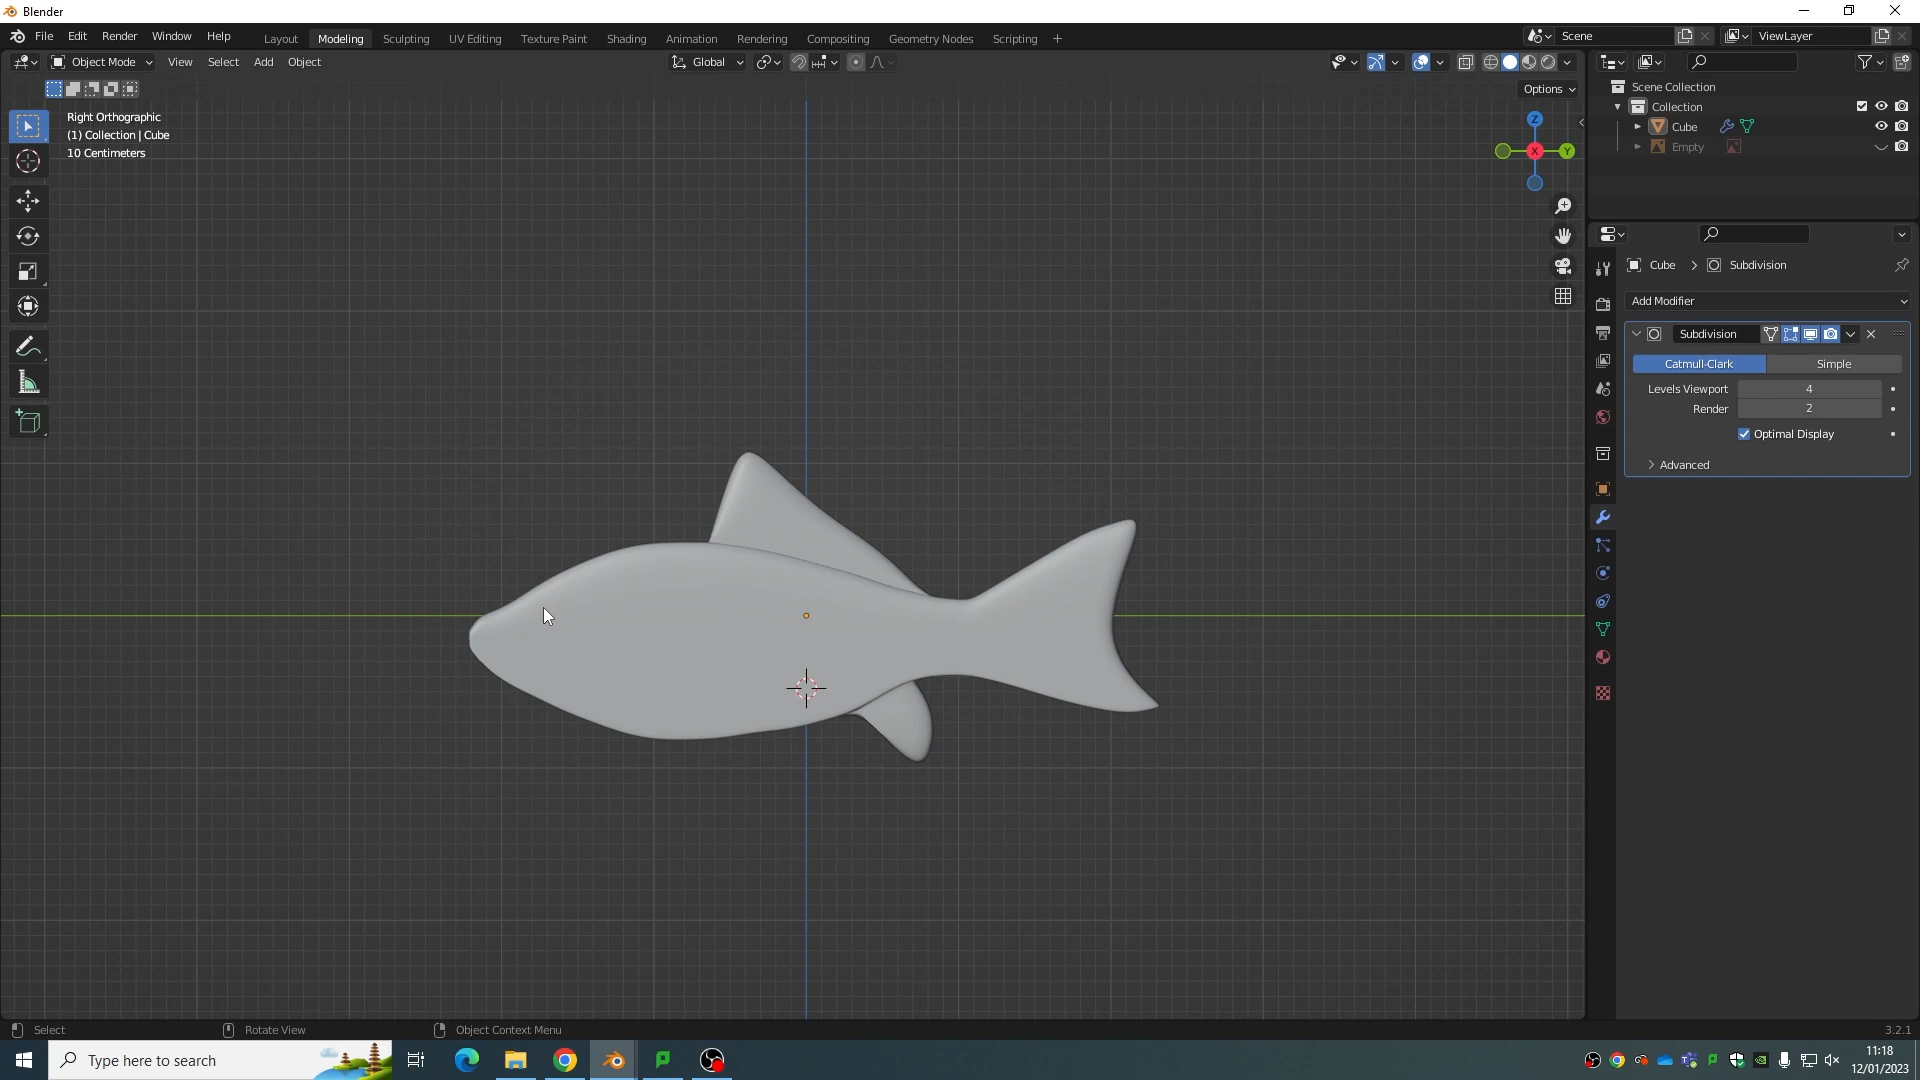 Blender
File Edit Render Window Help
Layout Modeling Sculpting UV Editing Texture Paint Shading Animation Rendering Compositing Geometry Nodes Scripting +
Scene
ViewLayer
Object Mode View Select Add Object
Global
Options
Right Orthographic
(1) Collection | Cube
10 Centimeters
Z
X
Y
Scene Collection
Collection
Cube
Empty
Cube > Subdivision
Add Modifier
Subdivision
Catmull-Clark Simple
Levels Viewport 4
Render 2
Optimal Display
Advanced
Select Rotate View Object Context Menu
3.2.1
Type here to search
11:18
12/01/2023